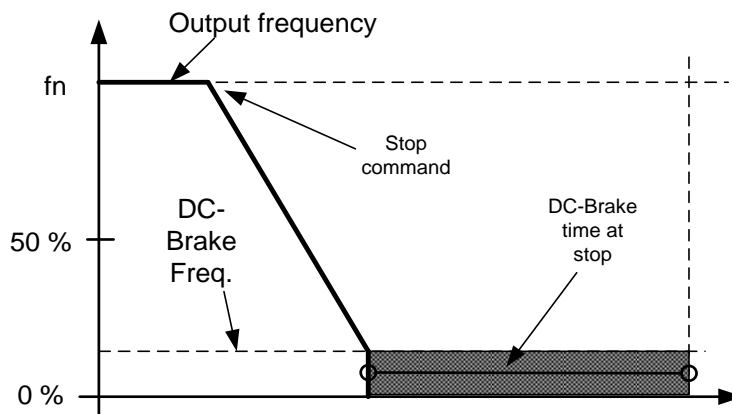 Output frequency
fn
Stop
command
DC-
Brake
Freq.
DC-Brake
time at
stop
50 %
0 %